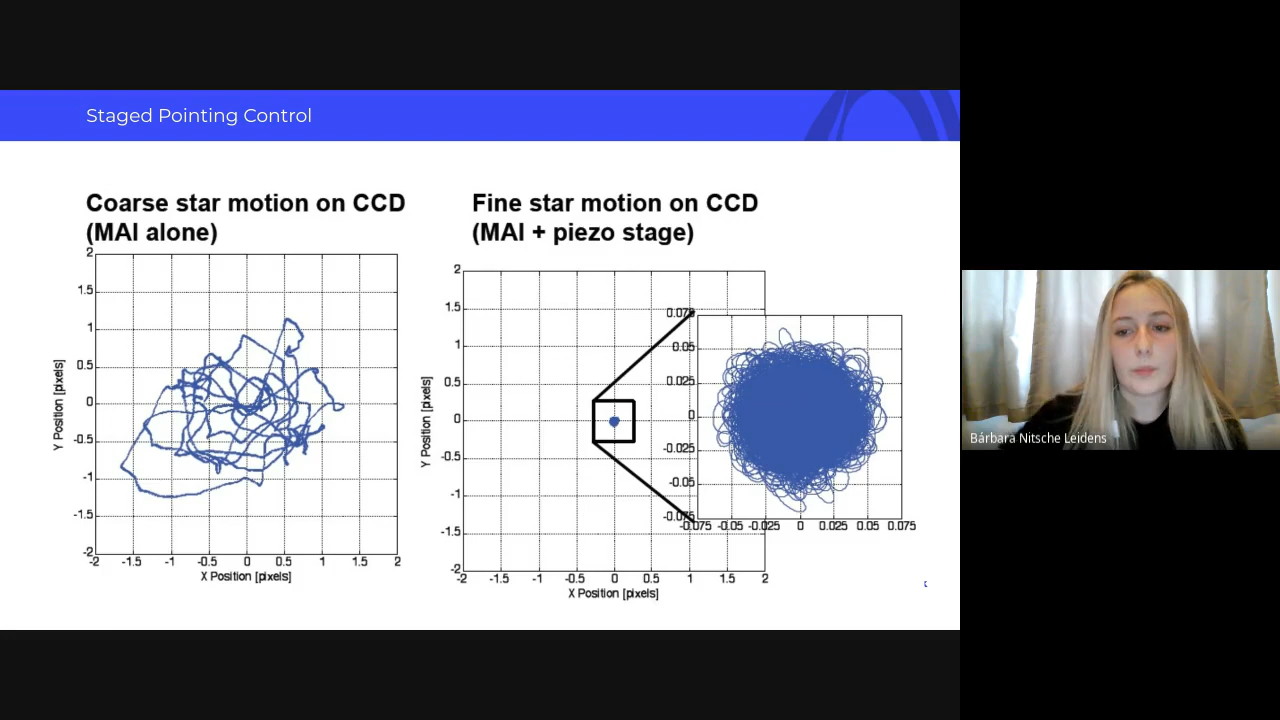 Staged Pointing Control
Coarse star motion on CCD
(MAI alone)
2
1.5
1
0.5
0
-0.5
-1
-1.5
-2
-2 -1.5 -1 -0.5 0 0.5 1 1.5 2
X Position [pixels]
Y Position [pixels]
Fine star motion on CCD
(MAI + piezo stage)
2
1.5
1
0.5
0
-0.5
-1
-1.5
-2
-2 -1.5 -1 -0.5 0 0.5 1 1.5 2
X Position [pixels]
Y Position [pixels]
0.075
0.05
0.025
0
-0.025
-0.05
-0.075
-0.075 -0.05 -0.025 0 0.025 0.05 0.075
Bárbara Nitsche Leidens